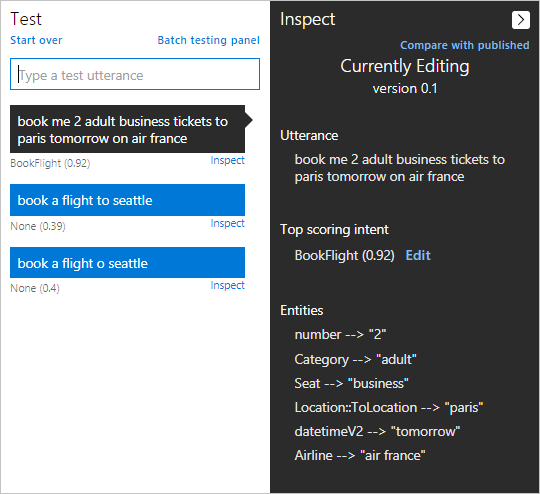 Test
Start over
Batch testing panel
Type a test utterance
book me 2 adult business tickets to
paris tomorrow on air france
BookFlight (0.92)
Inspect
book a flight to seattle
None (0.39)
Inspect
book a flight o seattle
None (0.4)
Inspect
Inspect
Compare with published
Currently Editing
version 0.1
Utterance
book me 2 adult business tickets to
paris tomorrow on air france
Top scoring intent
BookFlight (0.92) Edit
Entities
number --> "2"
Category --> "adult"
Seat --> "business"
Location::ToLocation --> "paris"
datetimeV2 --> "tomorrow"
Airline --> "air france"